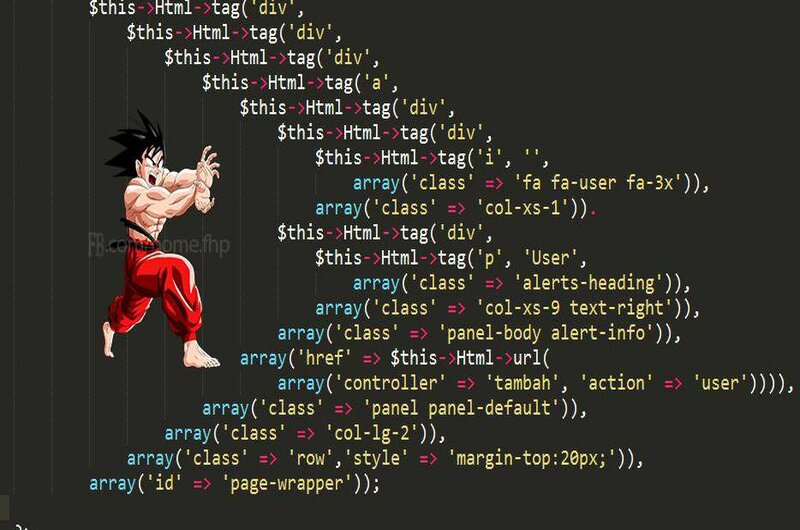 $this->Html->tag('div',
$this->Html->tag('div',
$this->Html->tag('div',
$this->Html->tag('a',
$this->Html->tag('div',
$this->Html->tag('div',
$this->Html->tag('i', '',
array('class' => 'fa fa-user fa-3x')),
array('class' => 'col-xs-1')).
$this->Html->tag('div',
$this->Html->tag('p', 'User',
array('class' => 'alerts-heading')),
array('class' => 'col-xs-9 text-right')),
array('class' => 'panel-body alert-info')),
array('href' => $this->Html->url(
array('controller' => 'tambah', 'action' => 'user')))),
array('class' => 'panel panel-default')),
array('class' => 'col-lg-2')),
array('class' => 'row','style' => 'margin-top:20px;')),
array('id' => 'page-wrapper'));